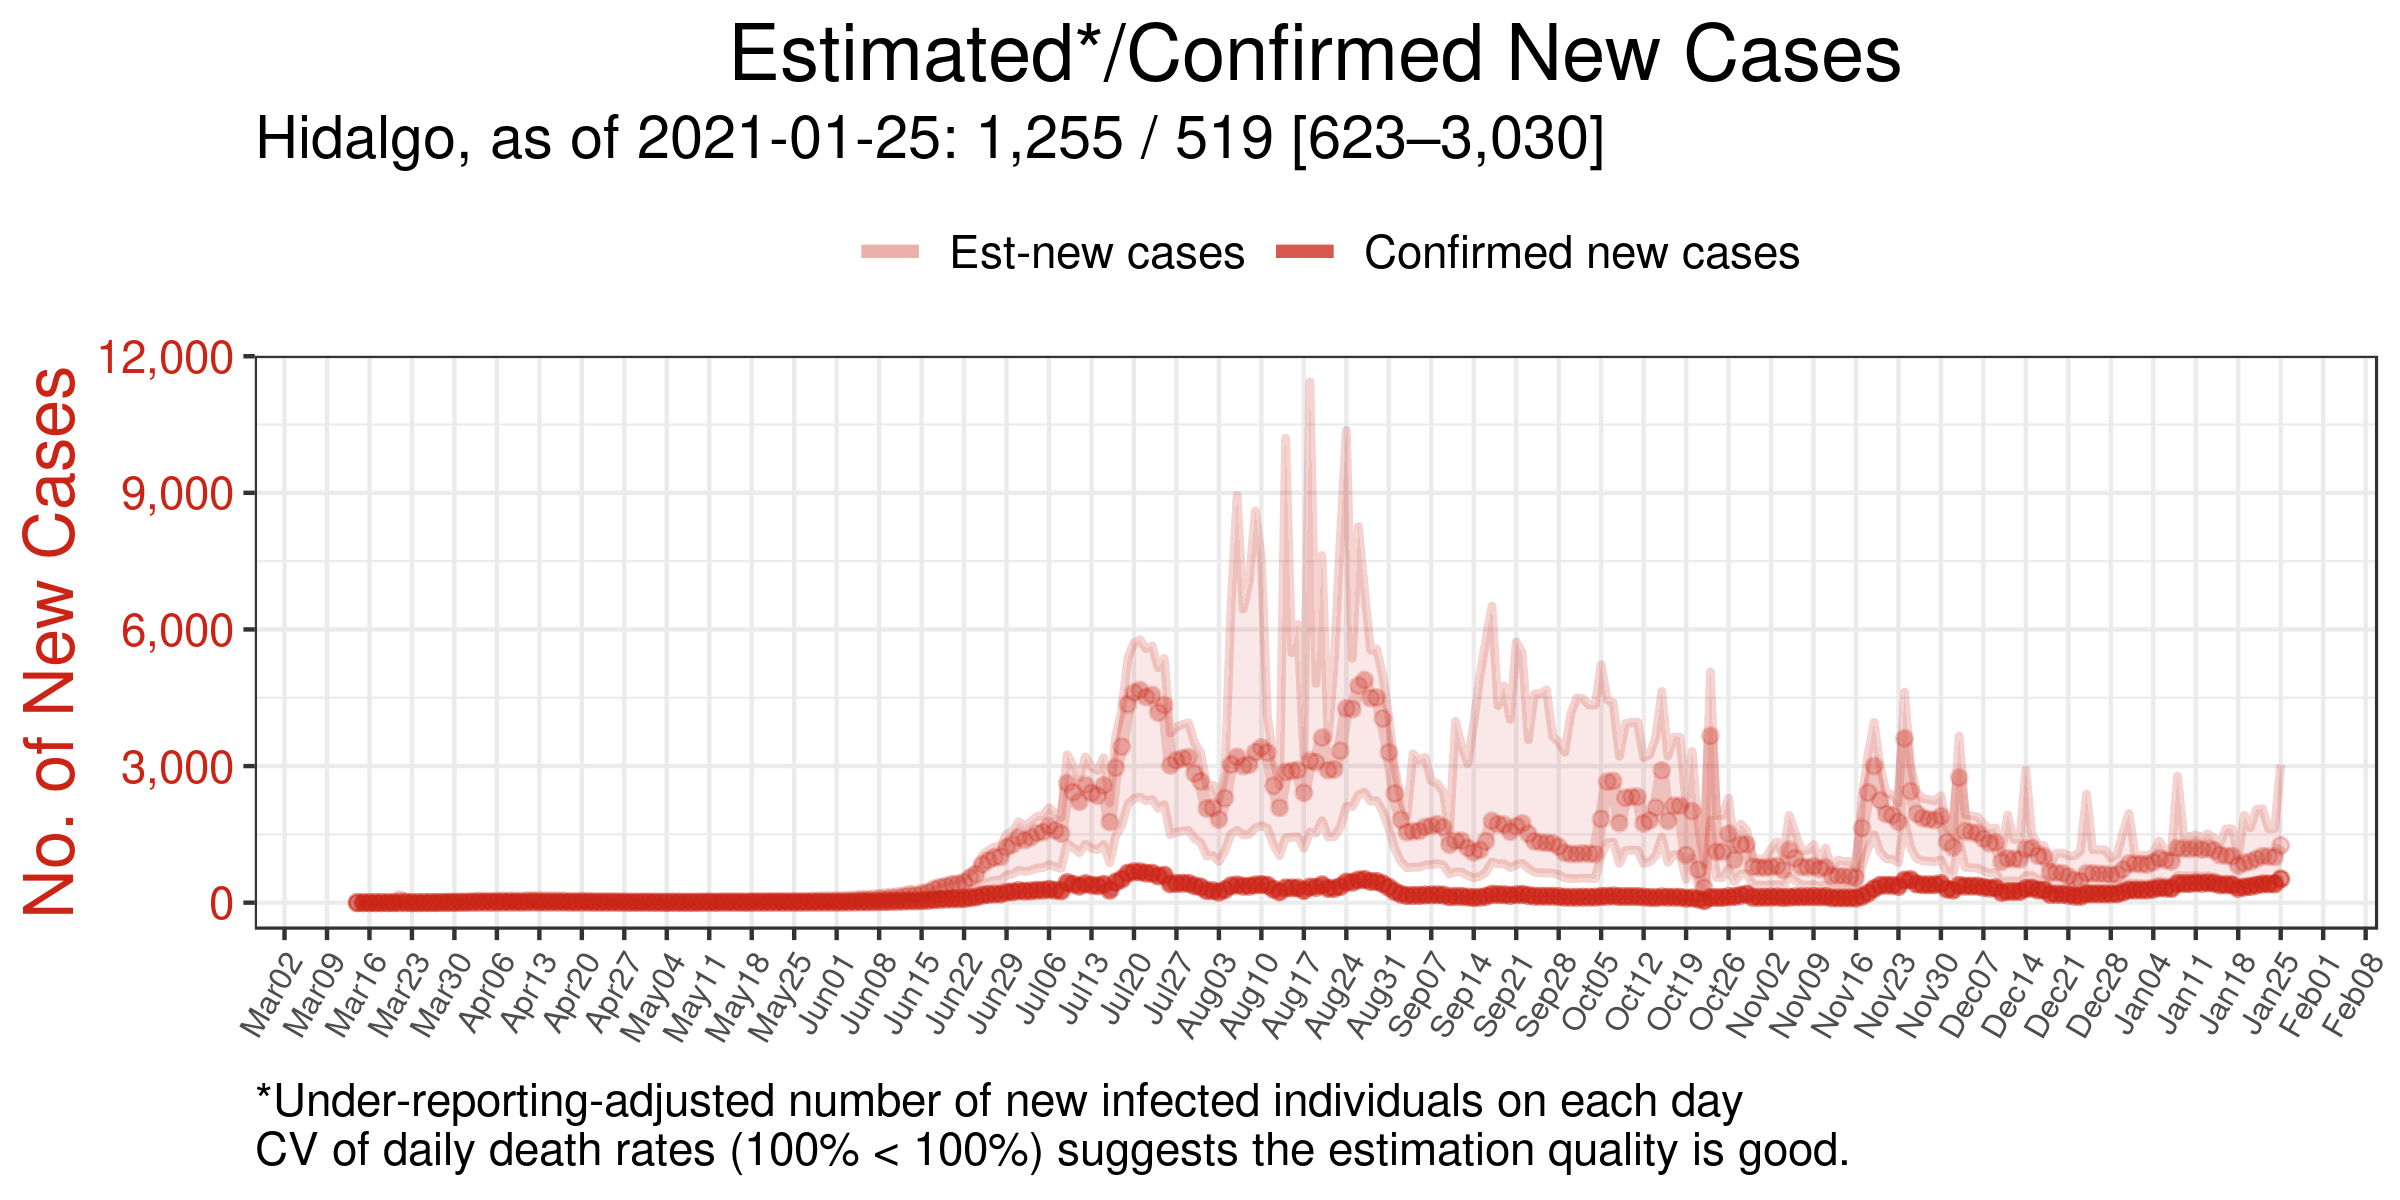 Estimated*/Confirmed New Cases
Hidalgo, as of 2021-01-25: 1,255 / 519 [623–3,030]
Est-new cases Confirmed new cases
No. of New Cases
12,000
9,000
6,000
3,000
0
Mar02 Mar09 Mar16 Mar23 Mar30 Apr06 Apr13 Apr20 Apr27 May04 May11 May18 May25 Jun01 Jun08 Jun15 Jun22 Jun29 Jul06 Jul13 Jul20 Jul27 Aug03 Aug10 Aug17 Aug24 Aug31 Sep07 Sep14 Sep21 Sep28 Oct05 Oct12 Oct19 Oct26 Nov02 Nov09 Nov16 Nov23 Nov30 Dec07 Dec14 Dec21 Dec28 Jan04 Jan11 Jan18 Jan25 Feb01 Feb08
*Under-reporting-adjusted number of new infected individuals on each day
CV of daily death rates (100% < 100%) suggests the estimation quality is good.